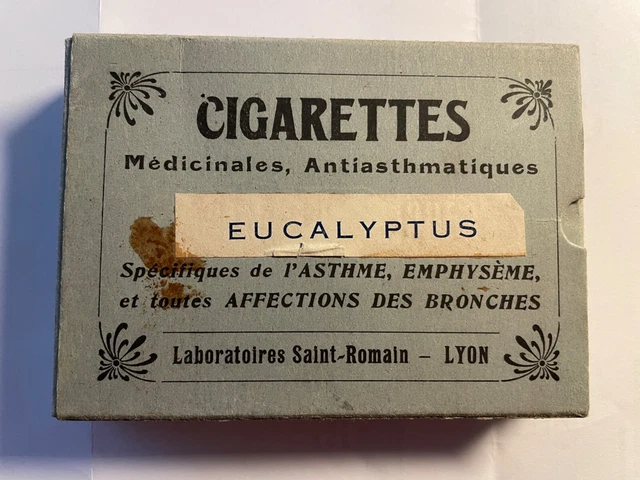 CIGARETTES
Médicinales, Antiasthmatiques
EUCALYPTUS
Spécifiques de l'ASTHME, EMPHYSÈME,
et toutes AFFECTIONS DES BRONCHES
Laboratoires Saint-Romain – LYON